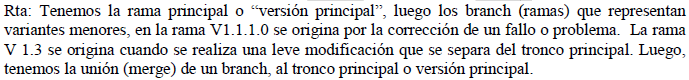 Rta: Tenemos la rama principal o “versión principal”, luego los branch (ramas) que representan
variantes menores, en la rama V1.1.1.0 se origina por la corrección de un fallo o problema.  La rama
V 1.3 se origina cuando se realiza una leve modificación que se separa del tronco principal. Luego,
tenemos la unión (merge) de un branch, al tronco principal o versión principal.